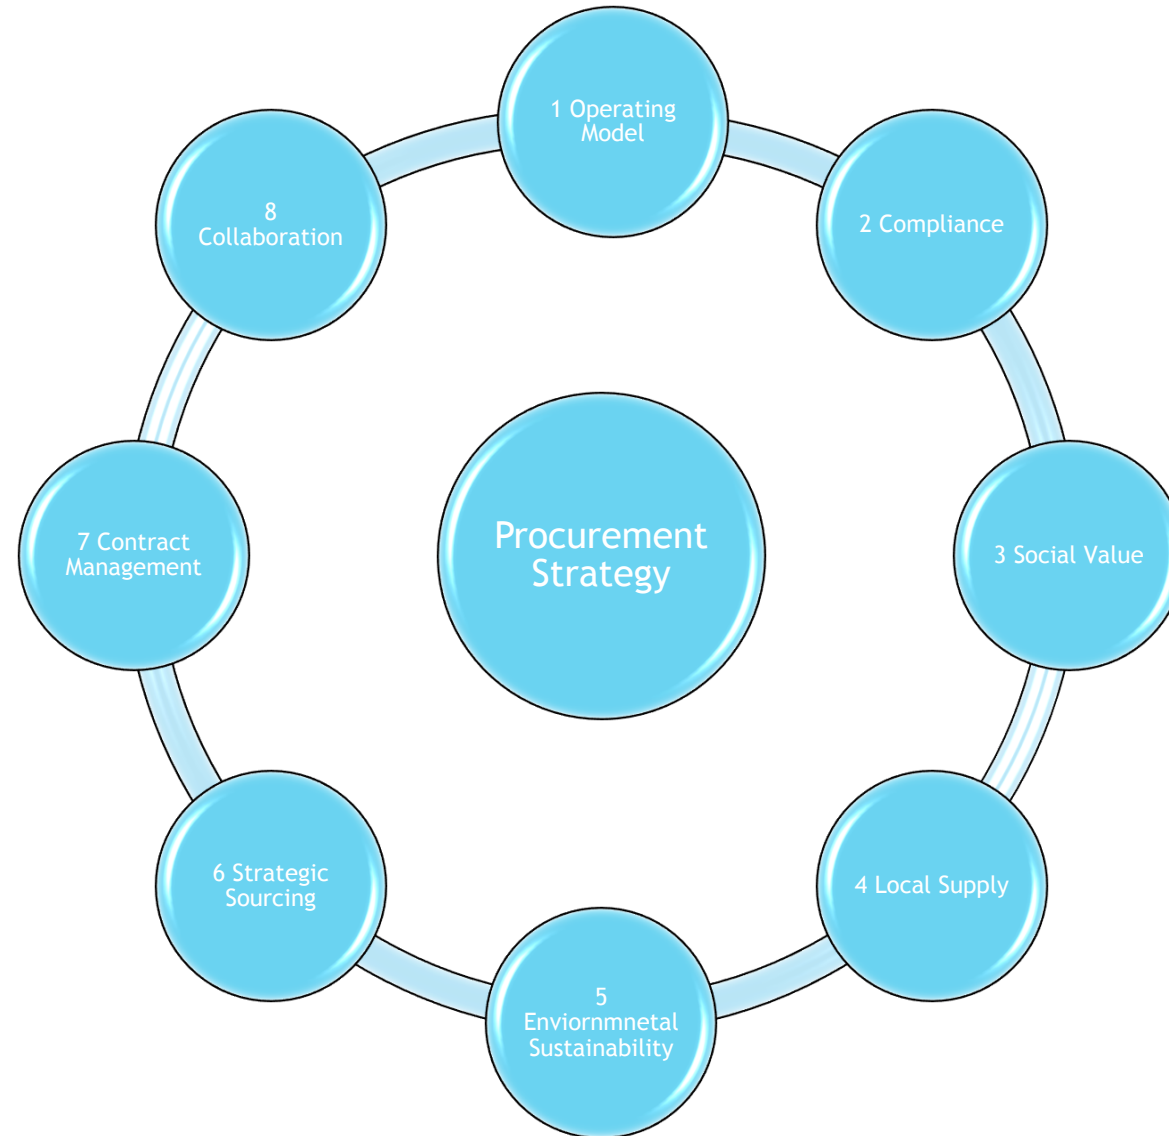 1 Operating
Model
2 Compliance
3 Social Value
4 Local Supply
5
Enviornmnetal
Sustainability
6 Strategic
Sourcing
7 Contract
Management
8
Collaboration
Procurement
Strategy